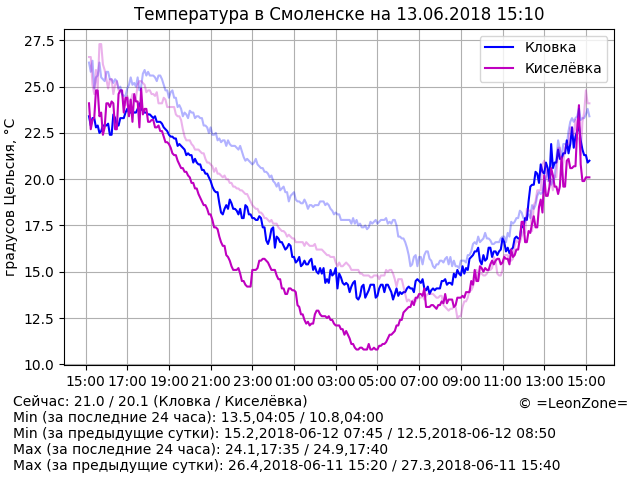 Температура в Смоленске на 13.06.2018 15:10
27.5
25.0
22.5
20.0
17.5
15.0
12.5
10.0
градусов Цельсия, °C
Кловка
Киселёвка
15:00 17:00 19:00 21:00 23:00 01:00 03:00 05:00 07:00 09:00 11:00 13:00 15:00
Сейчас: 21.0 / 20.1 (Кловка / Киселёвка)
© =LeonZone=
Min (за последние 24 часа): 13.5,04:05 / 10.8,04:00
Min (за предыдущие сутки): 15.2,2018-06-12 07:45 / 12.5,2018-06-12 08:50
Max (за последние 24 часа): 24.1,17:35 / 24.9,17:40
Max (за предыдущие сутки): 26.4,2018-06-11 15:20 / 27.3,2018-06-11 15:40